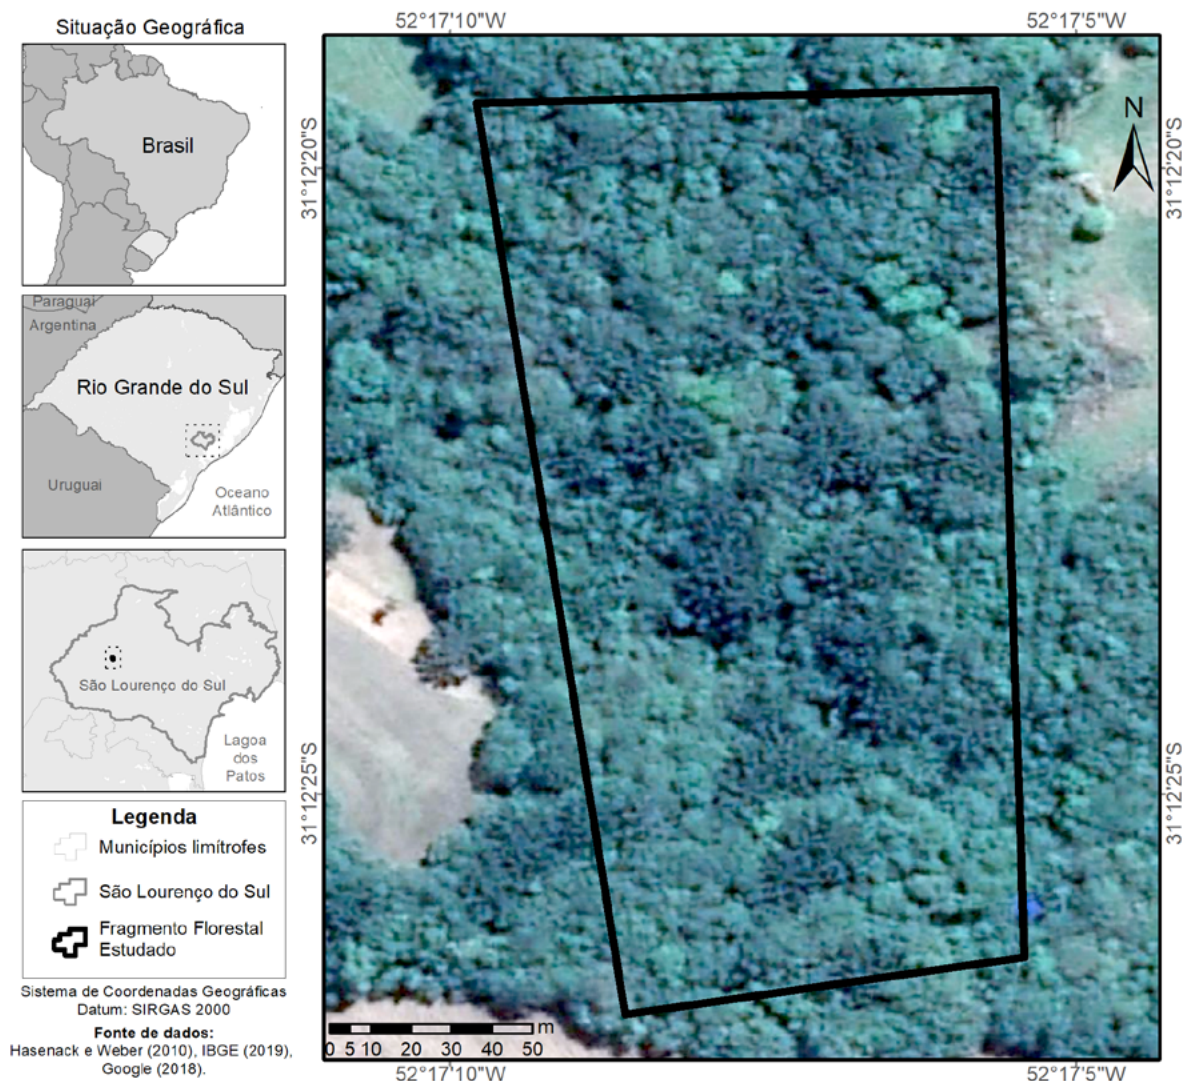 Situação Geográfica
Brasil
Paraguai
Argentina
Rio Grande do Sul
Uruguai
Oceano
Atlântico
São Lourenço do Sul
Lagoa
dos
Patos
Legenda
Municípios limítrofes
São Lourenço do Sul
Fragmento Florestal
Estudado
Sistema de Coordenadas Geográficas
Datum: SIRGAS 2000
Fonte de dados:
Hasenack e Weber (2010), IBGE (2019),
Google (2018).
52°17'10"W 52°17'5"W
31°12'20"S 31°12'20"S
N
31°12'25"S 31°12'25"S
m
0 5 10 20 30 40 50
52°17'10"W 52°17'5"W